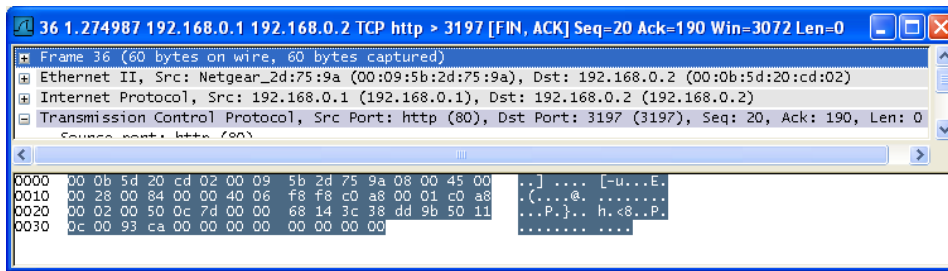 36 1.274987 192.168.0.1 192.168.0.2 TCP http > 3197 [FIN, ACK] Seq=20 Ack=190 Win=3072 Len=0
Frame 36 (60 bytes on wire, 60 bytes captured)
Ethernet II, Src: Netgear_2d:75:9a (00:09:5b:2d:75:9a), Dst: 192.168.0.2 (00:0b:5d:20:cd:02)
Internet Protocol, Src: 192.168.0.1 (192.168.0.1), Dst: 192.168.0.2 (192.168.0.2)
Transmission Control Protocol, Src Port: http (80), Dst Port: 3197 (3197), Seq: 20, Ack: 190, Len: 0
Source port: http (80)
0000 00 0b 5d 20 cd 02 00 09 5b 2d 75 9a 08 00 45 00 ..] .... [-u...E.
0010 00 28 00 84 00 00 40 06 f8 f8 c0 a8 00 01 c0 a8 .(....@. ........
0020 00 02 00 50 0c 7d 00 00 68 14 3c 38 dd 9b 50 11 ...P.}.. h.<8..P.
0030 0c 00 93 ca 00 00 00 00 00 00 00 00 ........ ....